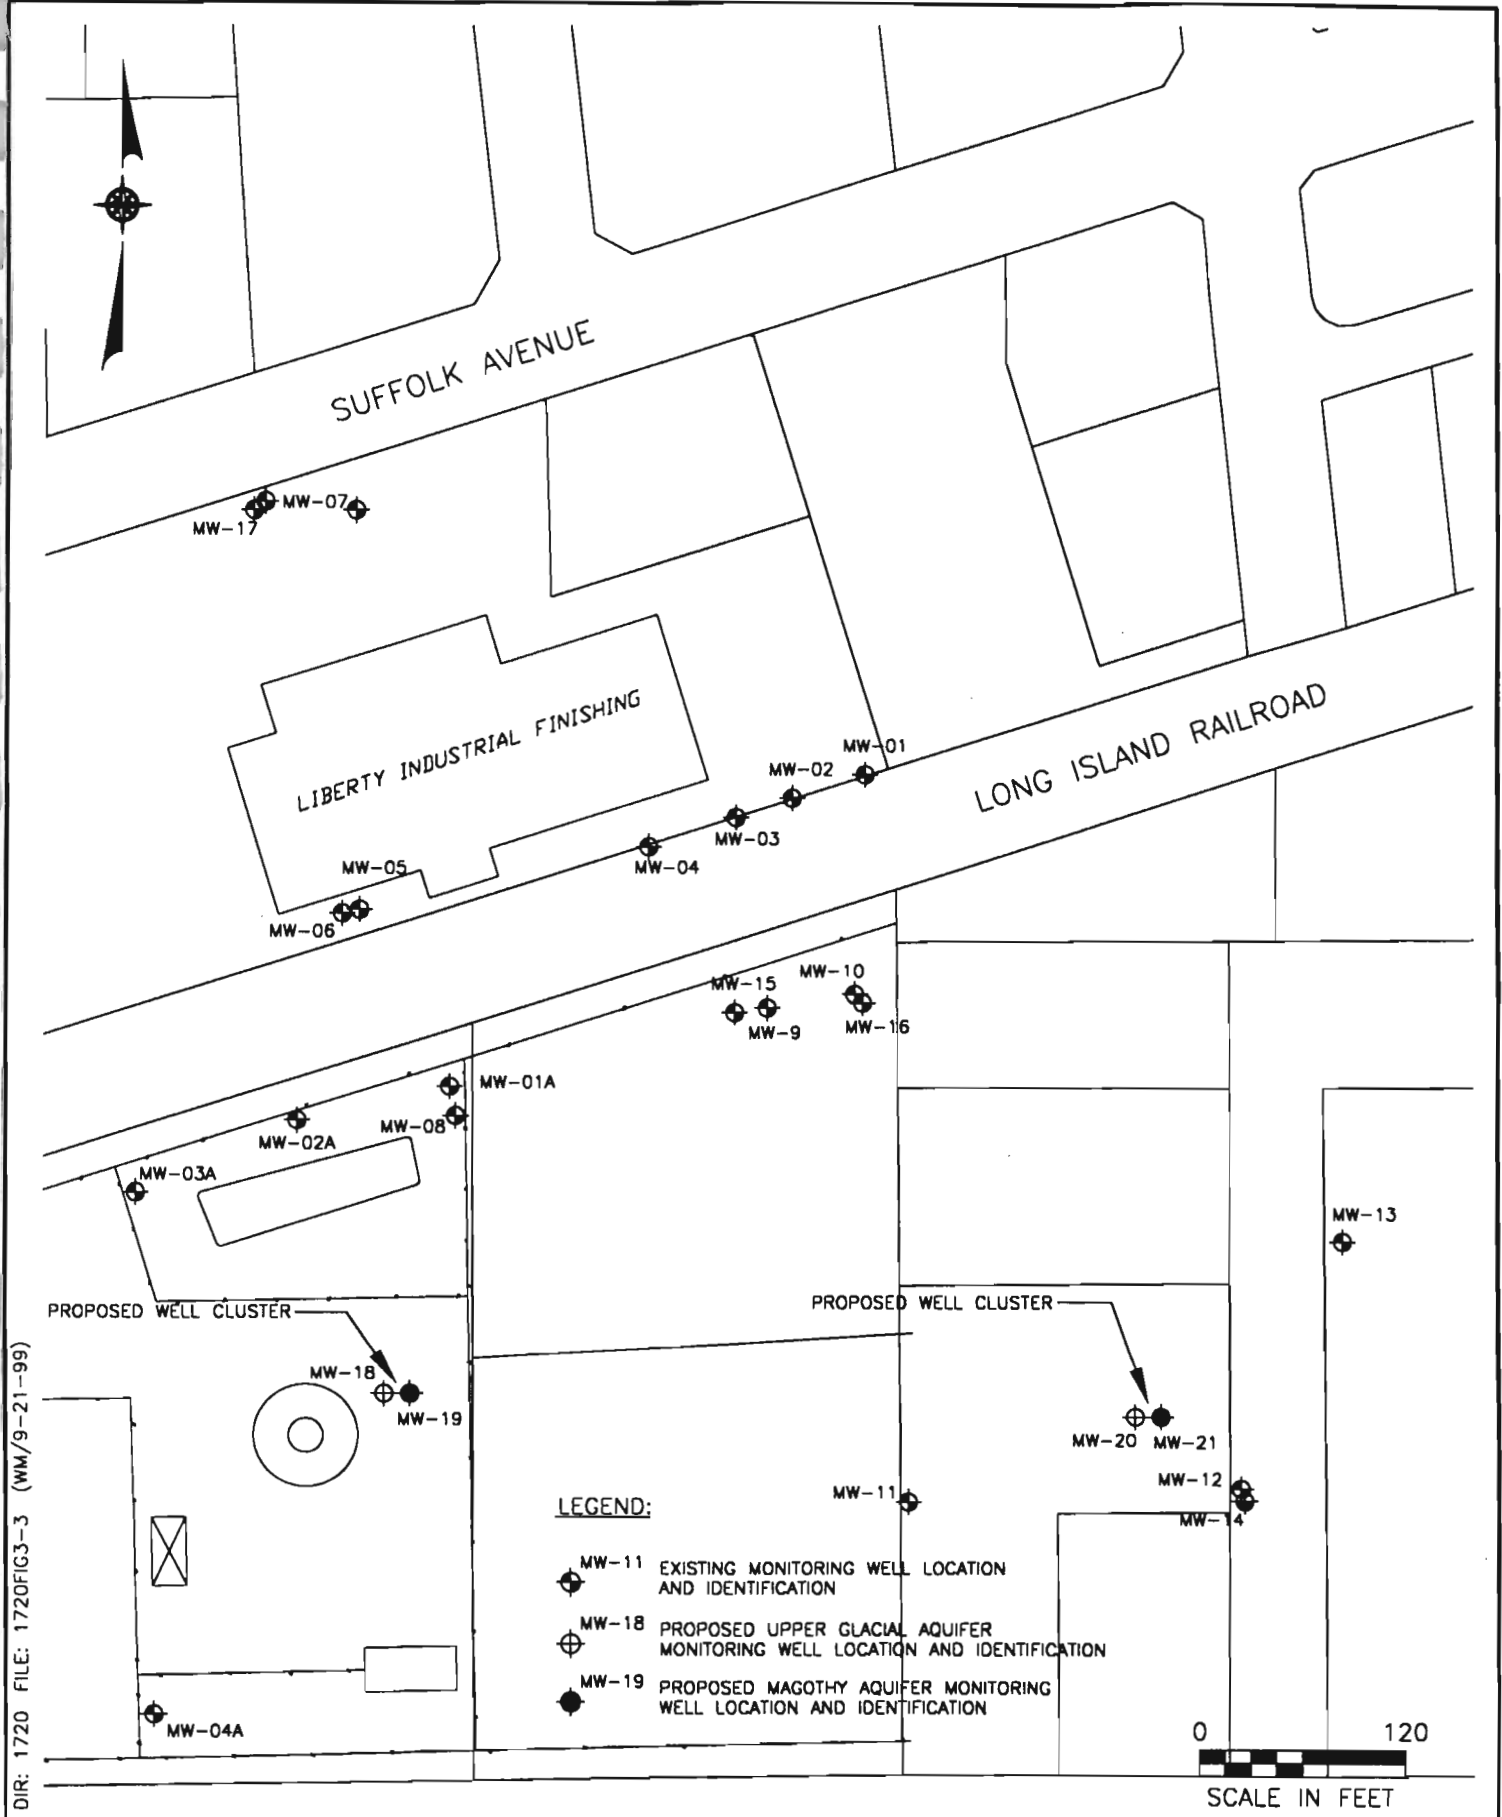 SUFFOLK AVENUE
MW-07
MW-17
LIBERTY INDUSTRIAL FINISHING
MW-01
MW-02
LONG ISLAND RAILROAD
MW-03
MW-04
MW-05
MW-06
MW-10
MW-15
MW-9
MW-16
MW-01A
MW-08
MW-02A
MW-03A
MW-13
PROPOSED WELL CLUSTER
PROPOSED WELL CLUSTER
MW-18
MW-19
MW-20
MW-21
MW-12
MW-11
MW-14
LEGEND:
MW-11 EXISTING MONITORING WELL LOCATION
AND IDENTIFICATION
MW-18 PROPOSED UPPER GLACIAL AQUIFER
MONITORING WELL LOCATION AND IDENTIFICATION
MW-19 PROPOSED MAGOTHY AQUIFER MONITORING
WELL LOCATION AND IDENTIFICATION
MW-04A
0 120
SCALE IN FEET
DIR: 1720 FILE: 1720FIG3-3 (WM/9-21-99)